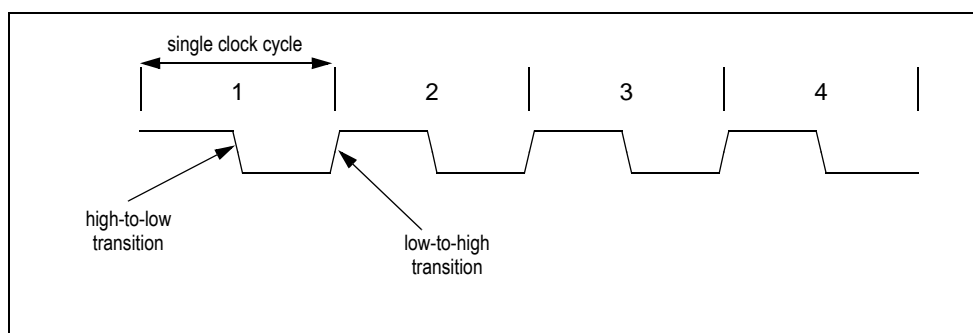 single clock cycle
1 2 3 4
high-to-low
transition
low-to-high
transition